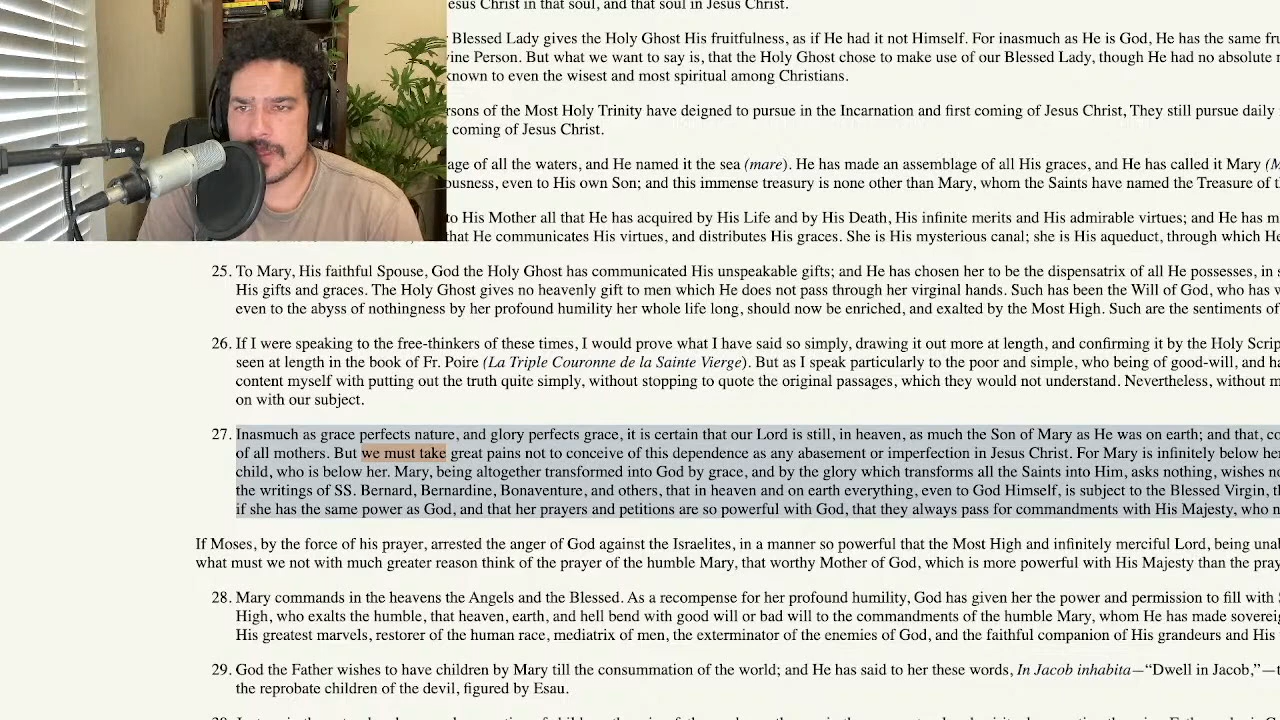 esus Christ in that soul, and that soul in Jesus Christ.
Blessed Lady gives the Holy Ghost His fruitfulness, as if He had it not Himself. For inasmuch as He is God, He has the same fru
ine Person. But what we want to say is, that the Holy Ghost chose to make use of our Blessed Lady, though He had no absolute n
known to even the wisest and most spiritual among Christians.
rsons of the Most Holy Trinity have deigned to pursue in the Incarnation and first coming of Jesus Christ, They still pursue daily
coming of Jesus Christ.
age of all the waters, and He named it the sea (mare). He has made an assemblage of all His graces, and He has called it Mary (M
ousness, even to His own Son; and this immense treasury is none other than Mary, whom the Saints have named the Treasure of t
to His Mother all that He has acquired by His Life and by His Death, His infinite merits and His admirable virtues; and He has m
that He communicates His virtues, and distributes His graces. She is His mysterious canal; she is His aqueduct, through which He
25. To Mary, His faithful Spouse, God the Holy Ghost has communicated His unspeakable gifts; and He has chosen her to be the dispensatrix of all He possesses, in s
His gifts and graces. The Holy Ghost gives no heavenly gift to men which He does not pass through her virginal hands. Such has been the Will of God, who has w
even to the abyss of nothingness by her profound humility her whole life long, should now be enriched, and exalted by the Most High. Such are the sentiments of
26. If I were speaking to the free-thinkers of these times, I would prove what I have said so simply, drawing it out more at length, and confirming it by the Holy Scrip
seen at length in the book of Fr. Poire (La Triple Couronne de la Sainte Vierge). But as I speak particularly to the poor and simple, who being of good-will, and ha
content myself with putting out the truth quite simply, without stopping to quote the original passages, which they would not understand. Nevertheless, without m
on with our subject.
27. Inasmuch as grace perfects nature, and glory perfects grace, it is certain that our Lord is still, in heaven, as much the Son of Mary as He was on earth; and that, co
of all mothers. But we must take great pains not to conceive of this dependence as any abasement or imperfection in Jesus Christ. For Mary is infinitely below her
child, who is below her. Mary, being altogether transformed into God by grace, and by the glory which transforms all the Saints into Him, asks nothing, wishes no
the writings of SS. Bernard, Bernardine, Bonaventure, and others, that in heaven and on earth everything, even to God Himself, is subject to the Blessed Virgin, th
if she has the same power as God, and that her prayers and petitions are so powerful with God, that they always pass for commandments with His Majesty, who n
If Moses, by the force of his prayer, arrested the anger of God against the Israelites, in a manner so powerful that the Most High and infinitely merciful Lord, being unab
what must we not with much greater reason think of the prayer of the humble Mary, that worthy Mother of God, which is more powerful with His Majesty than the pray
28. Mary commands in the heavens the Angels and the Blessed. As a recompense for her profound humility, God has given her the power and permission to fill with S
High, who exalts the humble, that heaven, earth, and hell bend with good will or bad will to the commandments of the humble Mary, whom He has made sovereig
His greatest marvels, restorer of the human race, mediatrix of men, the exterminator of the enemies of God, and the faithful companion of His grandeurs and His
29. God the Father wishes to have children by Mary till the consummation of the world; and He has said to her these words, In Jacob inhabita—“Dwell in Jacob,”—t
the reprobate children of the devil, figured by Esau.